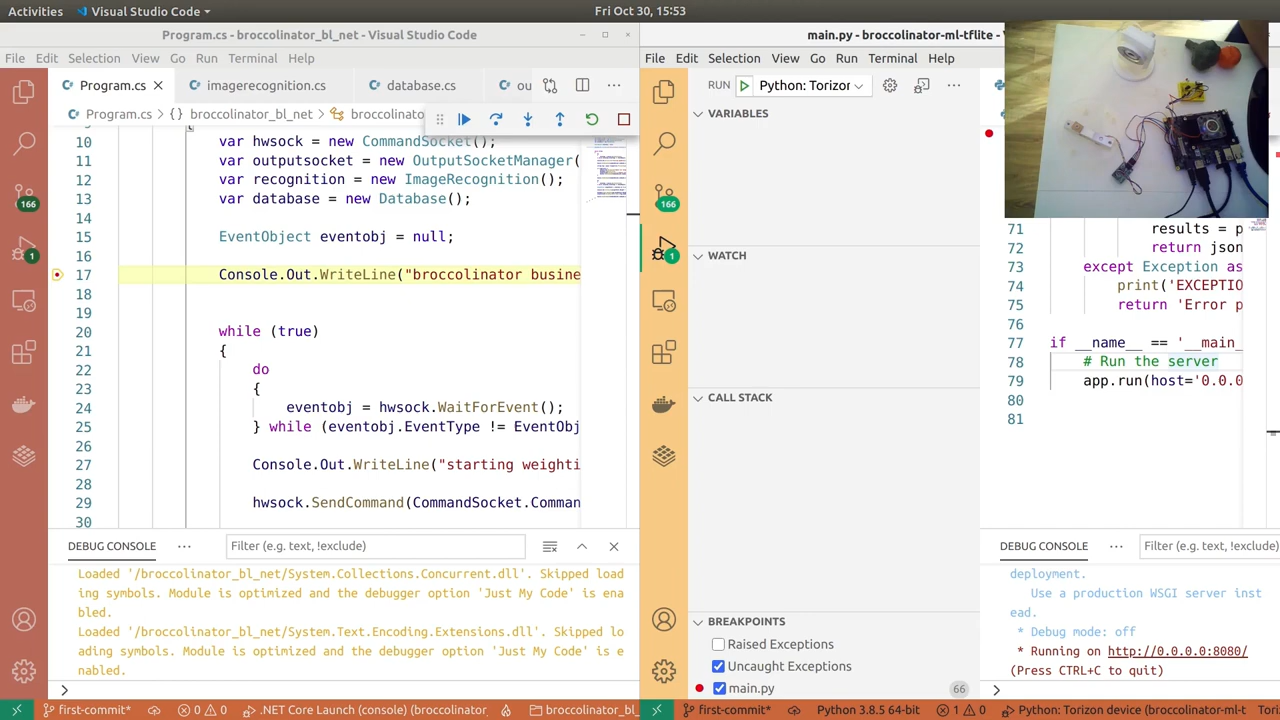 Activities
Visual Studio Code
Fri Oct 30, 15:53
Program.cs - broccolinator_bl_net - Visual Studio Code
File Edit Selection View Go Run Terminal Help
Program.cs
imagerecognition.cs
database.cs
ou
Program.cs
{} broccolinator_bl_net
broccolinato
10 var hwsock = new CommandSocket();
11 var outputsocket = new OutputSocketManager(
12 var recognition = new ImageRecognition();
13 var database = new Database();
14
15 EventObject eventobj = null;
16
17 Console.Out.WriteLine("broccolinator busine
18
19
20 while (true)
21 {
22 do
23 {
24 eventobj = hwsock.WaitForEvent();
25 } while (eventobj.EventType != EventObj
26
27 Console.Out.WriteLine("starting weighti
28
29 hwsock.SendCommand(CommandSocket.Comman
30
DEBUG CONSOLE
Filter (e.g. text, !exclude)
Loaded '/broccolinator_bl_net/System.Collections.Concurrent.dll'. Skipped load
ing symbols. Module is optimized and the debugger option 'Just My Code' is ena
bled.
Loaded '/broccolinator_bl_net/System.Text.Encoding.Extensions.dll'. Skipped lo
ading symbols. Module is optimized and the debugger option 'Just My Code' is e
nabled.
166
1
first-commit*
0
0
.NET Core Launch (console) (broccolinator
broccolinator_bl_
main.py - broccolinator-ml-tflite
File Edit Selection View Go Run Terminal Help
RUN
Python: Torizor
VARIABLES
WATCH
CALL STACK
BREAKPOINTS
Raised Exceptions
Uncaught Exceptions
main.py
66
166
1
71 results = p
72 return json
73 except Exception as
74 print('EXCEPTIO
75 return 'Error p
76
77 if __name__ == '__main_
78 # Run the server
79 app.run(host='0.0.0
80
81
DEBUG CONSOLE
Filter (e.g. text, !exclude)
deployment.
Use a production WSGI server inst
ead.
* Debug mode: off
* Running on http://0.0.0.0:8080/
(Press CTRL+C to quit)
first-commit*
Python 3.8.5 64-bit
1
0
Python: Torizon device (broccolinator-ml-t
Tori